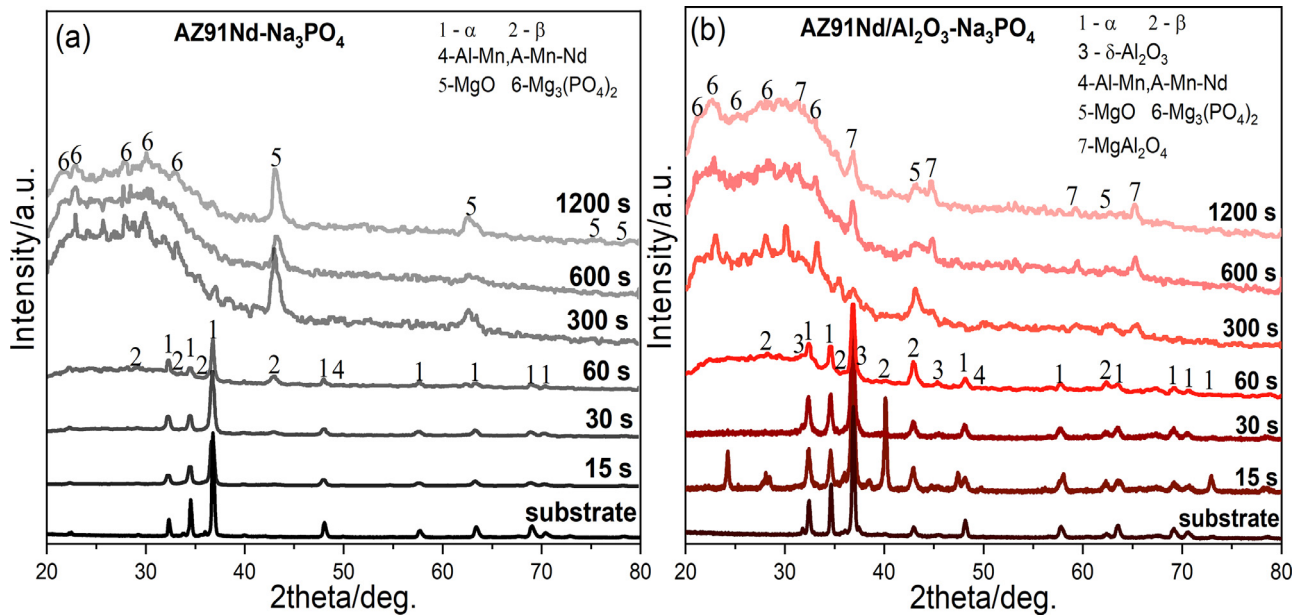 (a) AZ91Nd-Na₃PO₄
1 - α 2 - β
4-Al-Mn,A-Mn-Nd
5-MgO 6-Mg₃(PO₄)₂
6 6 6 6 6 5 5 5 5
1200 s
600 s
300 s
2 1 2 1 2 1 2 1 4 1 1 1 1
60 s
30 s
15 s
substrate
20 30 40 50 60 70 80
2theta/deg.
Intensity/a.u.
(b) AZ91Nd/Al₂O₃-Na₃PO₄
1 - α 2 - β
3 - δ-Al₂O₃
4-Al-Mn,A-Mn-Nd
5-MgO 6-Mg₃(PO₄)₂
7-MgAl₂O₄
6 6 6 6 7 6 7 5 7 7 5 7
1200 s
600 s
300 s
2 3 1 1 2 3 2 2 3 1 4 1 2 1 1 1 1
60 s
30 s
15 s
substrate
20 30 40 50 60 70 80
2theta/deg.
Intensity/a.u.